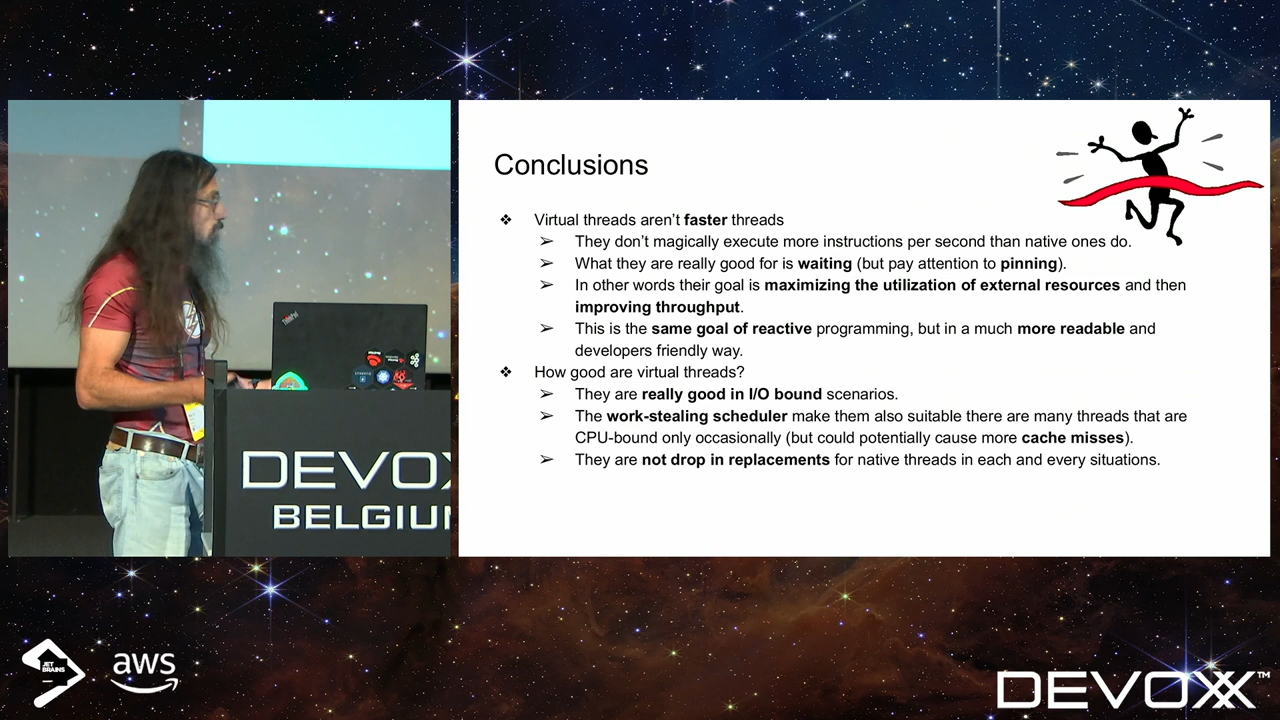 Conclusions
❖ Virtual threads aren't faster threads
➢ They don't magically execute more instructions per second than native ones do.
➢ What they are really good for is waiting (but pay attention to pinning).
➢ In other words their goal is maximizing the utilization of external resources and then
improving throughput.
➢ This is the same goal of reactive programming, but in a much more readable and
developers friendly way.
❖ How good are virtual threads?
➢ They are really good in I/O bound scenarios.
➢ The work-stealing scheduler make them also suitable there are many threads that are
CPU-bound only occasionally (but could potentially cause more cache misses).
➢ They are not drop in replacements for native threads in each and every situations.
ThinkPad
DEVOX
BELGIUM
JET
BRAINS
aws
DEVOXX™